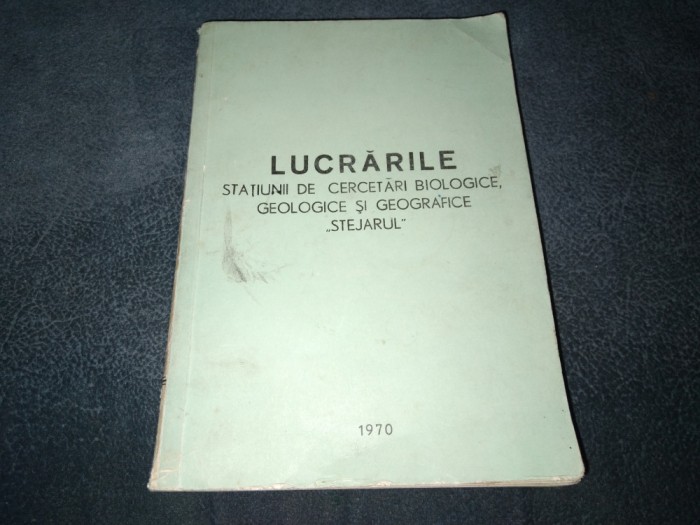 LUCRĂRILE
STAȚIUNII DE CERCETĂRI BIOLOGICE,
GEOLOGICE ȘI GEOGRAFICE
„STEJARUL"
1970